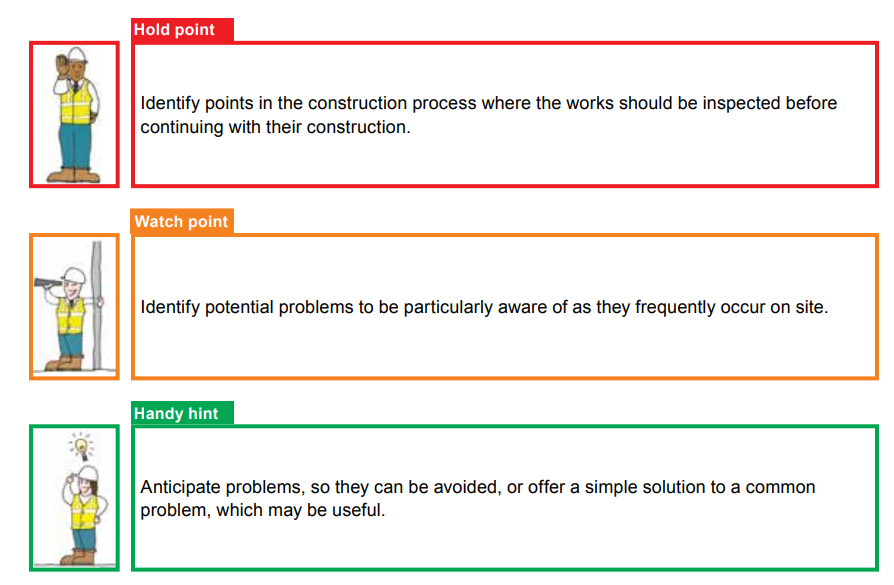 Hold point
Identify points in the construction process where the works should be inspected before
continuing with their construction.
Watch point
Identify potential problems to be particularly aware of as they frequently occur on site.
Handy hint
Anticipate problems, so they can be avoided, or offer a simple solution to a common
problem, which may be useful.